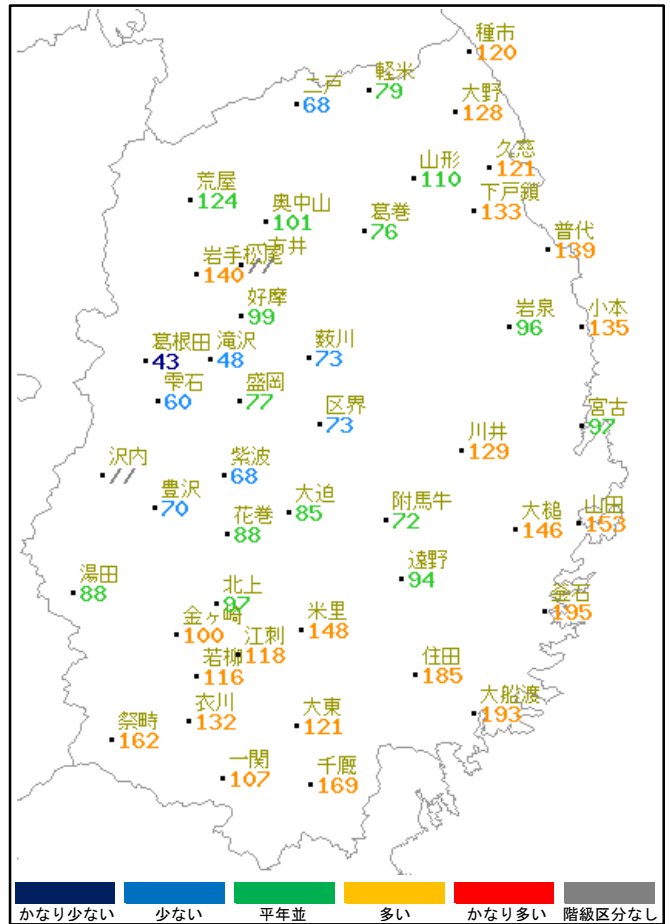 種市
120
軽米
79
二戸
68
大野
128
久慈
121
山形
110
荒屋
124
下戸鎖
133
奥中山
101
葛巻
76
普代
139
一方井
//
岩手松尾
140
好摩
99
岩泉
96
小本
135
葛根田
43
滝沢
48
薮川
73
雫石
60
盛岡
77
区界
73
宮古
97
川井
129
沢内
//
紫波
68
豊沢
70
大迫
85
附馬牛
72
大槌
146
山田
153
花巻
88
遠野
94
湯田
88
北上
97
釜石
195
金ヶ崎
100
米里
148
江刺
118
若柳
116
住田
185
衣川
132
大東
121
大船渡
193
祭畤
162
一関
107
千厩
169
かなり少ない
少ない
平年並
多い
かなり多い
階級区分なし